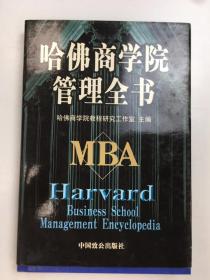 哈佛商学院
管理全书
哈佛商学院教程研究工作室 主编
MBA
Harvard
Business School
Management Encyclopedia
中国致公出版社